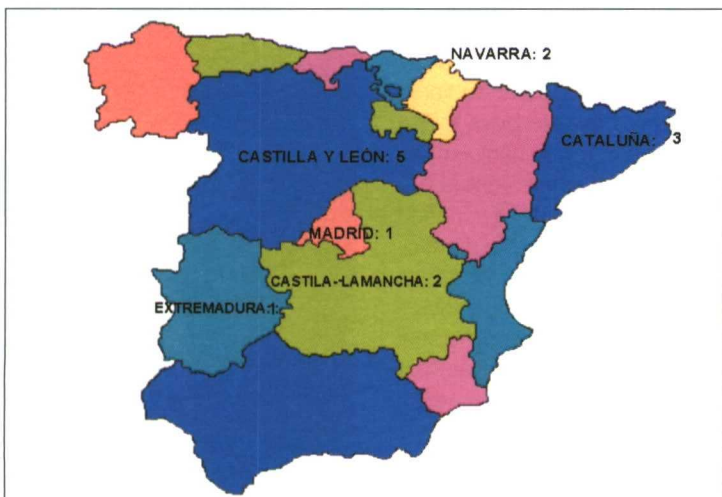 NAVARRA: 2
CATALUÑA: 3
CASTILLA Y LEÓN: 5
MADRID: 1
CASTILA--LAMANCHA: 2
EXTREMADURA:1: